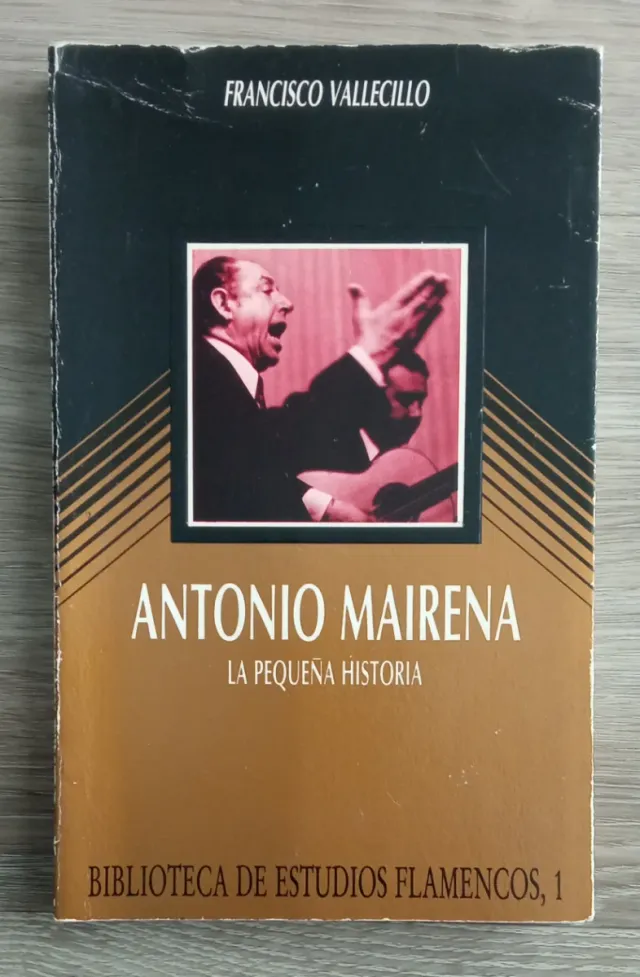 FRANCISCO VALLECILLO
ANTONIO MAIRENA
LA PEQUEÑA HISTORIA
BIBLIOTECA DE ESTUDIOS FLAMENCOS, 1